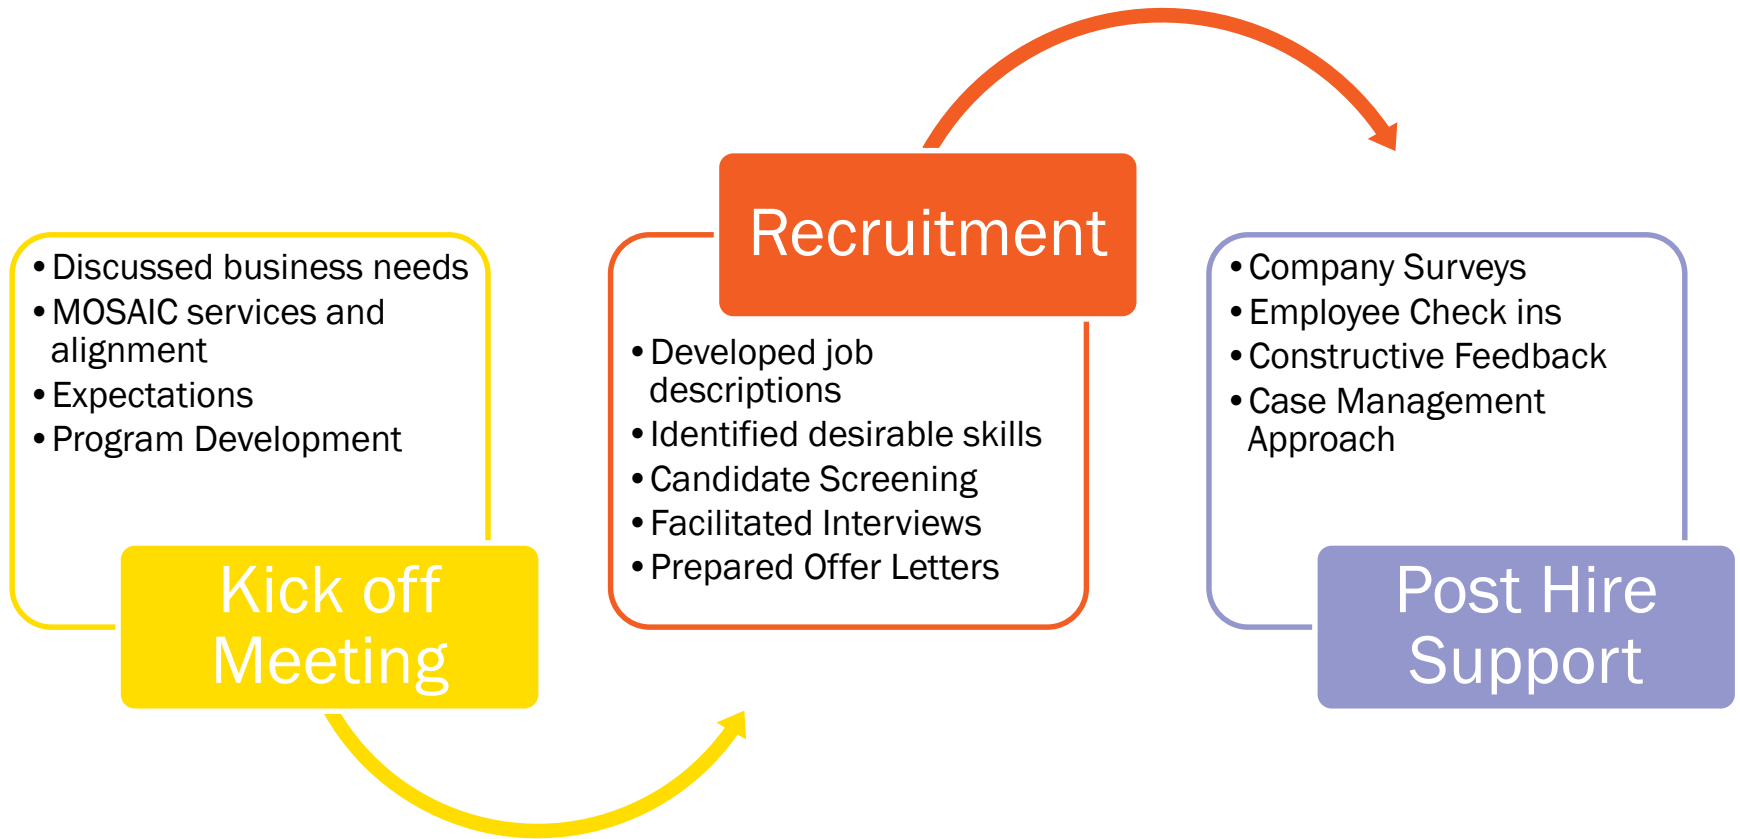 • Discussed business needs
• MOSAIC services and
alignment
• Expectations
• Program Development
Kick off
Meeting
Recruitment
• Developed job
descriptions
• Identified desirable skills
• Candidate Screening
• Facilitated Interviews
• Prepared Offer Letters
• Company Surveys
• Employee Check ins
• Constructive Feedback
• Case Management
Approach
Post Hire
Support